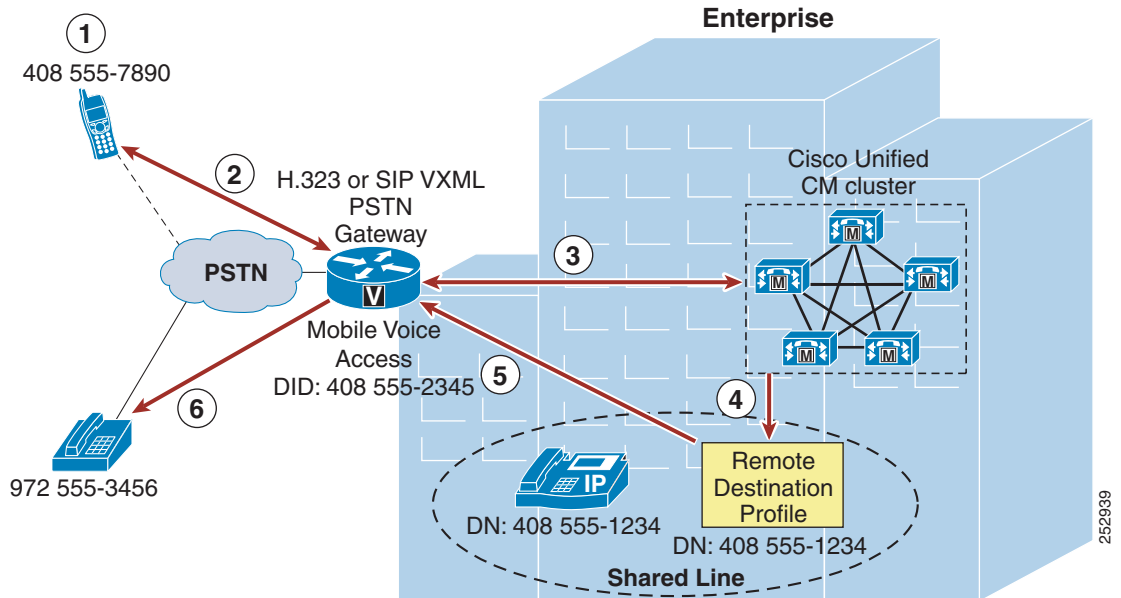 Enterprise
1
408 555-7890
2
H.323 or SIP VXML
PSTN
Gateway
Cisco Unified
CM cluster
M
M
M
M
M
3
PSTN
V
Mobile Voice
Access
DID: 408 555-2345
5
4
6
972 555-3456
IP
DN: 408 555-1234
Remote
Destination
Profile
DN: 408 555-1234
Shared Line
252939